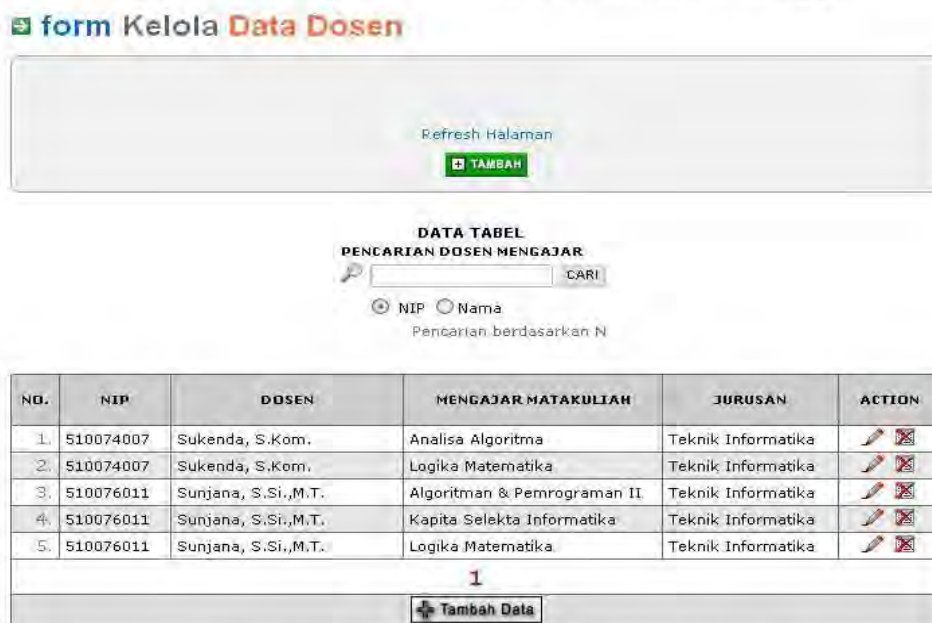 form Kelola Data Dosen
Refresh Halaman
TAMBAH
DATA TABEL
PENCARIAN DOSEN MENGAJAR
CARI
NIP Nama
Pencarian berdasarkan N
NO. NIP DOSEN MENGAJAR MATAKULIAH JURUSAN ACTION
1. 510074007 Sukenda, S.Kom. Analisa Algoritma Teknik Informatika
2. 510074007 Sukenda, S.Kom. Logika Matematika Teknik Informatika
3. 510076011 Sunjana, S.Si.,M.T. Algoritman & Pemrograman II Teknik Informatika
4. 510076011 Sunjana, S.Si.,M.T. Kapita Selekta Informatika Teknik Informatika
5. 510076011 Sunjana, S.Si.,M.T. Logika Matematika Teknik Informatika
1
Tambah Data